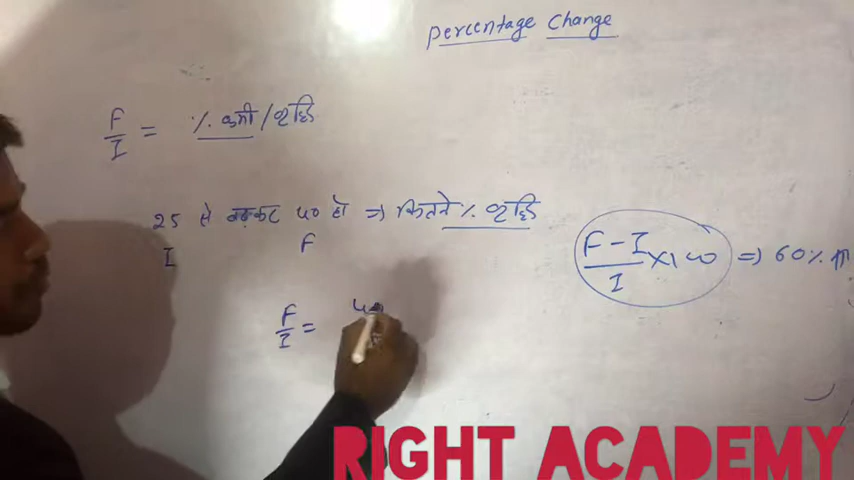 Percentage Change
F/I = % कमी/वृद्धि
25 से बढ़कर 40 हो => कितने % वृद्धि
I F
(F-I)/I × 100 => 60%
F/I = 40
RIGHT ACADEMY